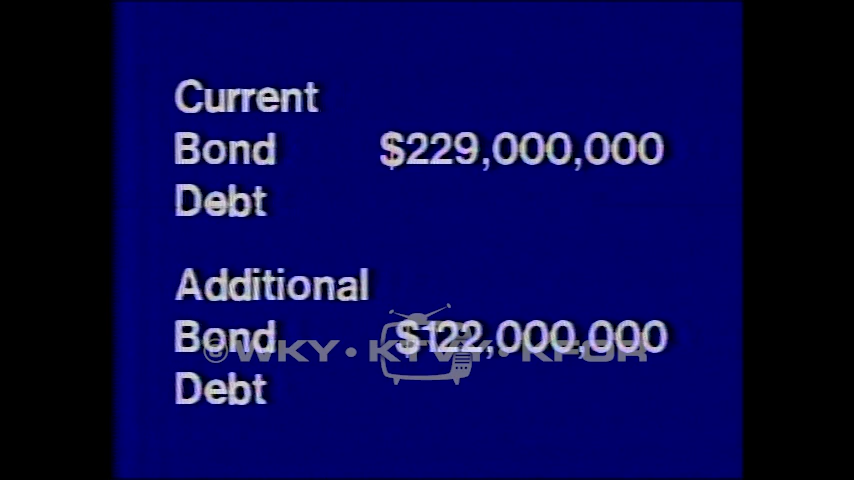 Current
Bond $229,000,000
Debt
Additional
Bond $122,000,000
Debt
©WKY•KTVY•KFOR